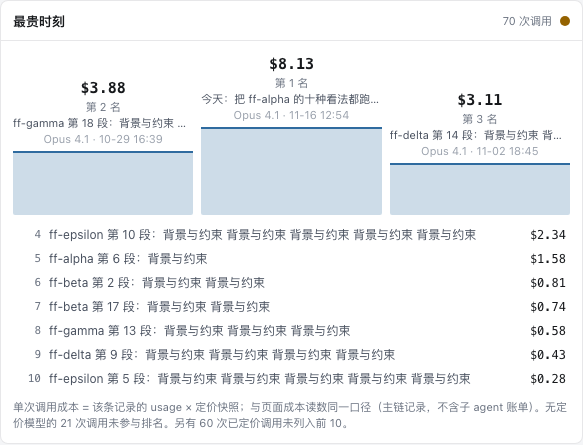 最贵时刻
70 次调用
$8.13
第 1 名
今天：把 ff-alpha 的十种看法都跑...
Opus 4.1 · 11-16 12:54
$3.88
第 2 名
ff-gamma 第 18 段：背景与约束 ...
Opus 4.1 · 10-29 16:39
$3.11
第 3 名
ff-delta 第 14 段：背景与约束 背...
Opus 4.1 · 11-02 18:45
4 ff-epsilon 第 10 段：背景与约束 背景与约束 背景与约束 背景与约束 背景与约束 $2.34
5 ff-alpha 第 6 段：背景与约束 $1.58
6 ff-beta 第 2 段：背景与约束 背景与约束 $0.81
7 ff-beta 第 17 段：背景与约束 背景与约束 $0.74
8 ff-gamma 第 13 段：背景与约束 背景与约束 背景与约束 $0.58
9 ff-delta 第 9 段：背景与约束 背景与约束 背景与约束 背景与约束 $0.43
10 ff-epsilon 第 5 段：背景与约束 背景与约束 背景与约束 背景与约束 背景与约束 $0.28
单次调用成本 = 该条记录的 usage × 定价快照；与页面成本读数同一口径（主链记录，不含子 agent 账单）。无定
价模型的 21 次调用未参与排名。另有 60 次已定价调用未列入前 10。